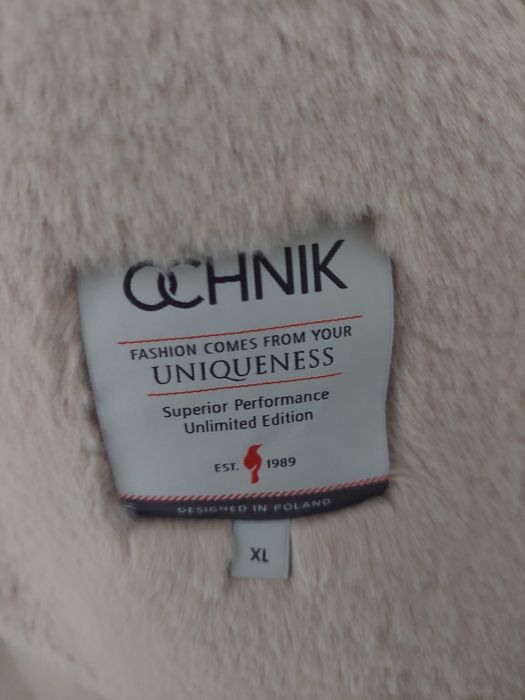 OCHNIK
FASHION COMES FROM YOUR
UNIQUENESS
Superior Performance
Unlimited Edition
EST. 1989
DESIGNED IN POLAND
XL